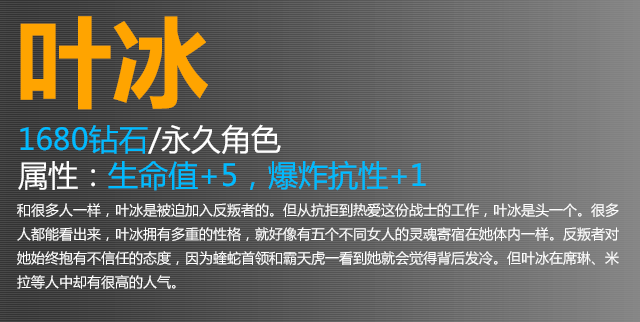 叶冰
1680钻石/永久角色
属性：生命值+5，爆炸抗性+1
和很多人一样，叶冰是被迫加入反叛者的。但从抗拒到热爱这份战士的工作，叶冰是头一个。很多
人都能看出来，叶冰拥有多重的性格，就好像有五个不同女人的灵魂寄宿在她体内一样。反叛者对
她始终抱有不信任的态度，因为蝰蛇首领和霸天虎一看到她就会觉得背后发冷。但叶冰在席琳、米
拉等人中却有很高的人气。